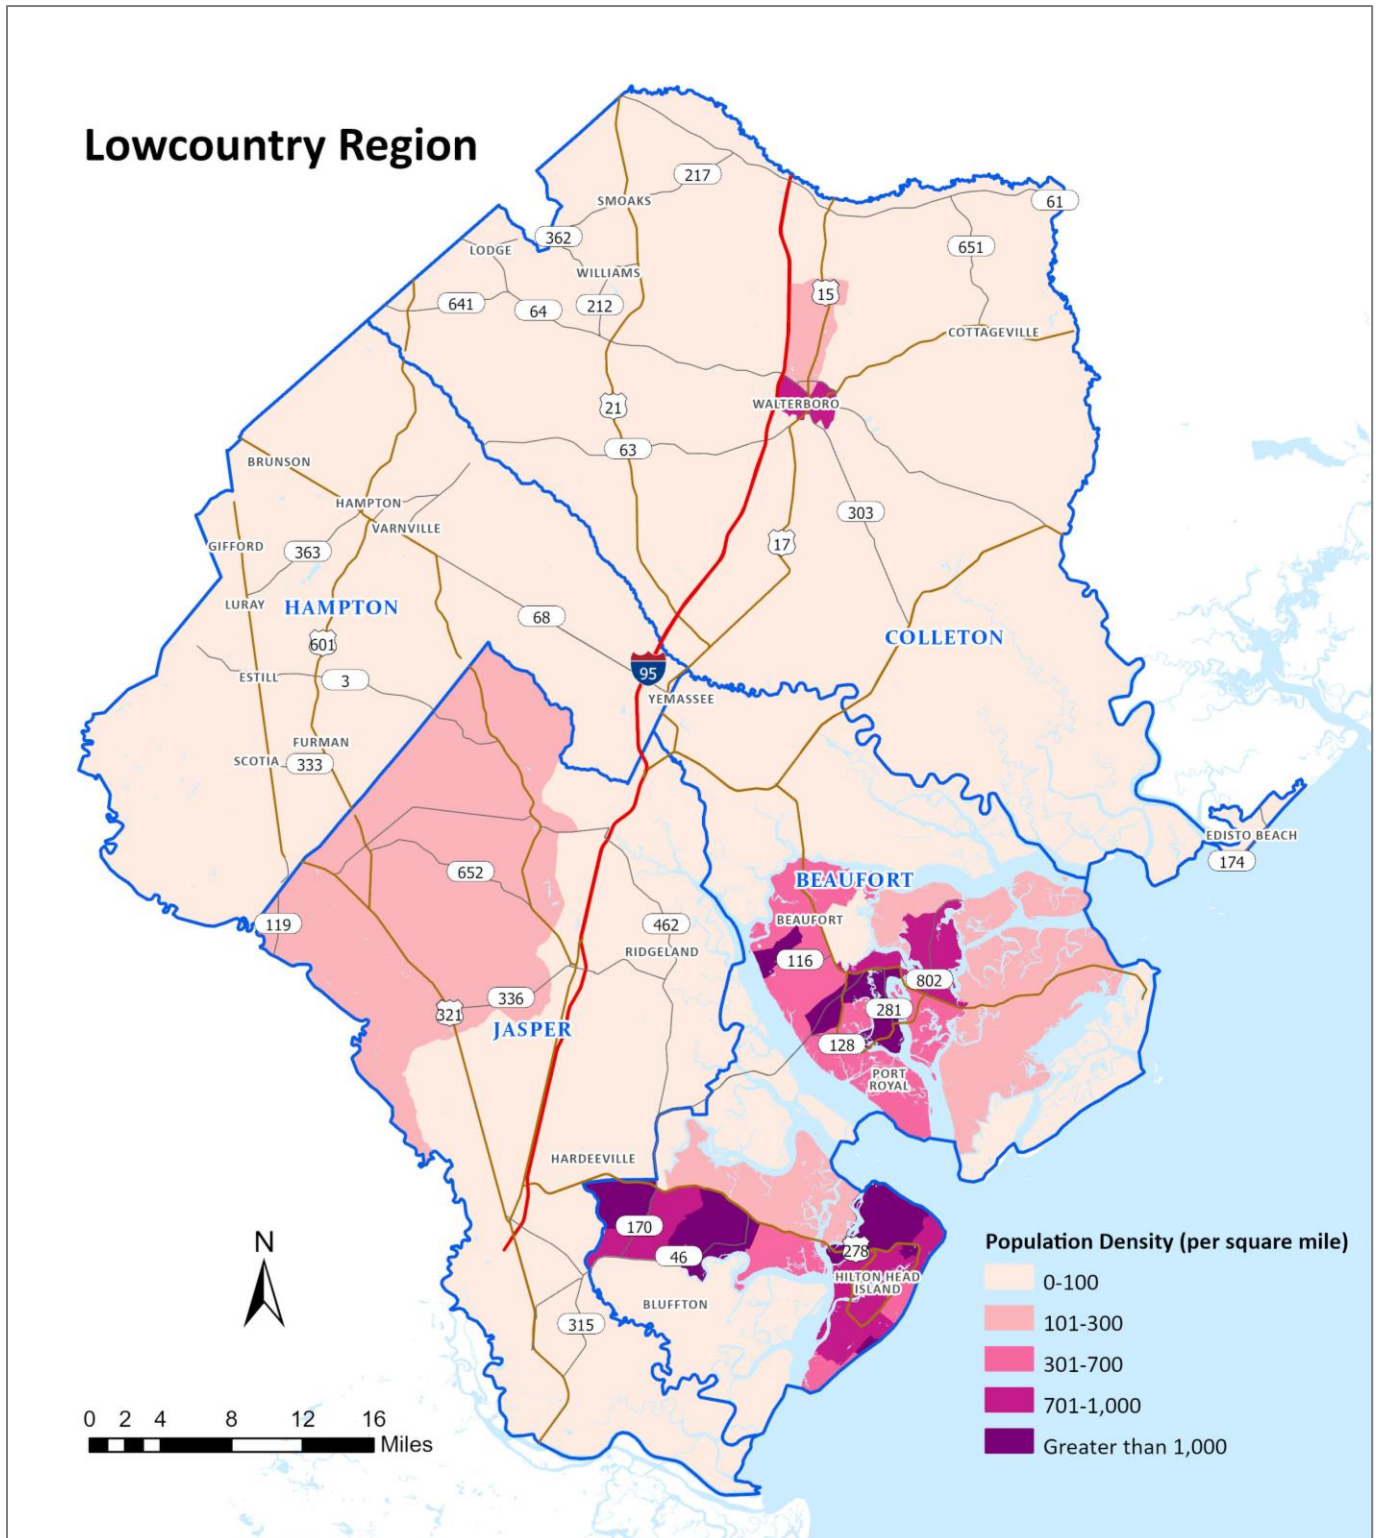 Lowcountry Region
217
SMOAKS
61
362
LODGE
651
WILLIAMS
15
641
64
212
COTTAGEVILLE
WALTERBORO
21
63
BRUNSON
HAMPTON
303
VARNVILLE
17
GIFFORD
363
LURAY
HAMPTON
68
COLLETON
601
95
ESTILL
3
YEMASSEE
FURMAN
SCOTIA
333
EDISTO BEACH
174
652
BEAUFORT
BEAUFORT
119
462
RIDGELAND
116
802
336
281
321
JASPER
128
PORT
ROYAL
HARDEEVILLE
170
46
278
HILTON HEAD
ISLAND
BLUFFTON
315
N
0 2 4 8 12 16
Miles
Population Density (per square mile)
0-100
101-300
301-700
701-1,000
Greater than 1,000